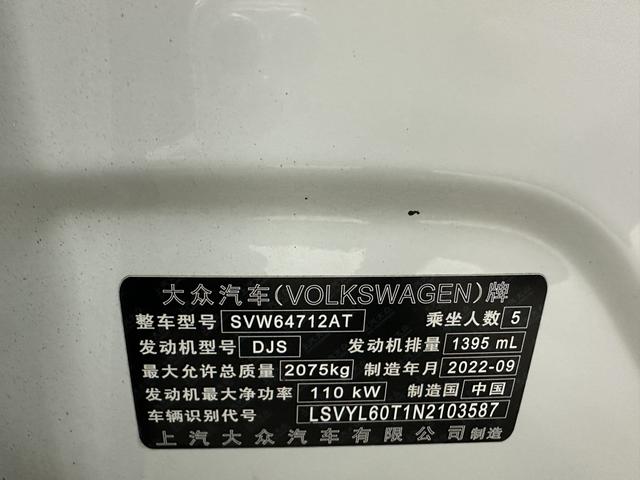 大众汽车(VOLKSWAGEN)牌
整车型号 SVW64712AT 乘坐人数 5
发动机型号 DJS 发动机排量 1395 mL
最大允许总质量 2075kg 制造年月 2022-09
发动机最大净功率 110 kW 制造国 中国
车辆识别代号 LSVYL60T1N2103587
上汽大众汽车有限公司制造